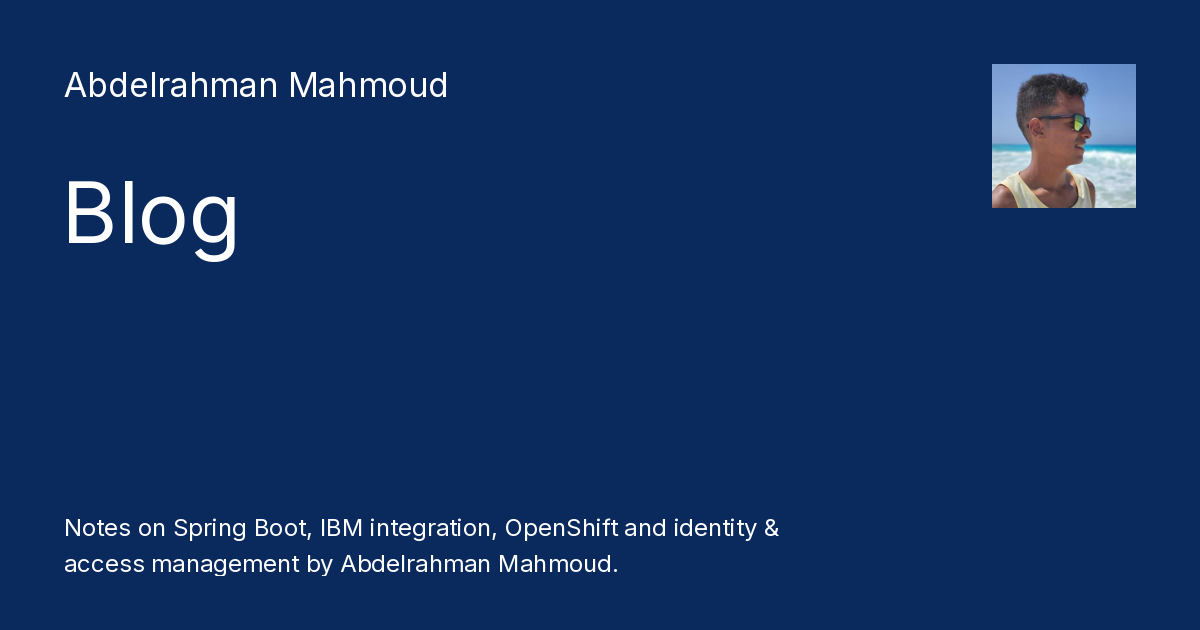 Abdelrahman Mahmoud
Blog
Notes on Spring Boot, IBM integration, OpenShift and identity &
access management by Abdelrahman Mahmoud.